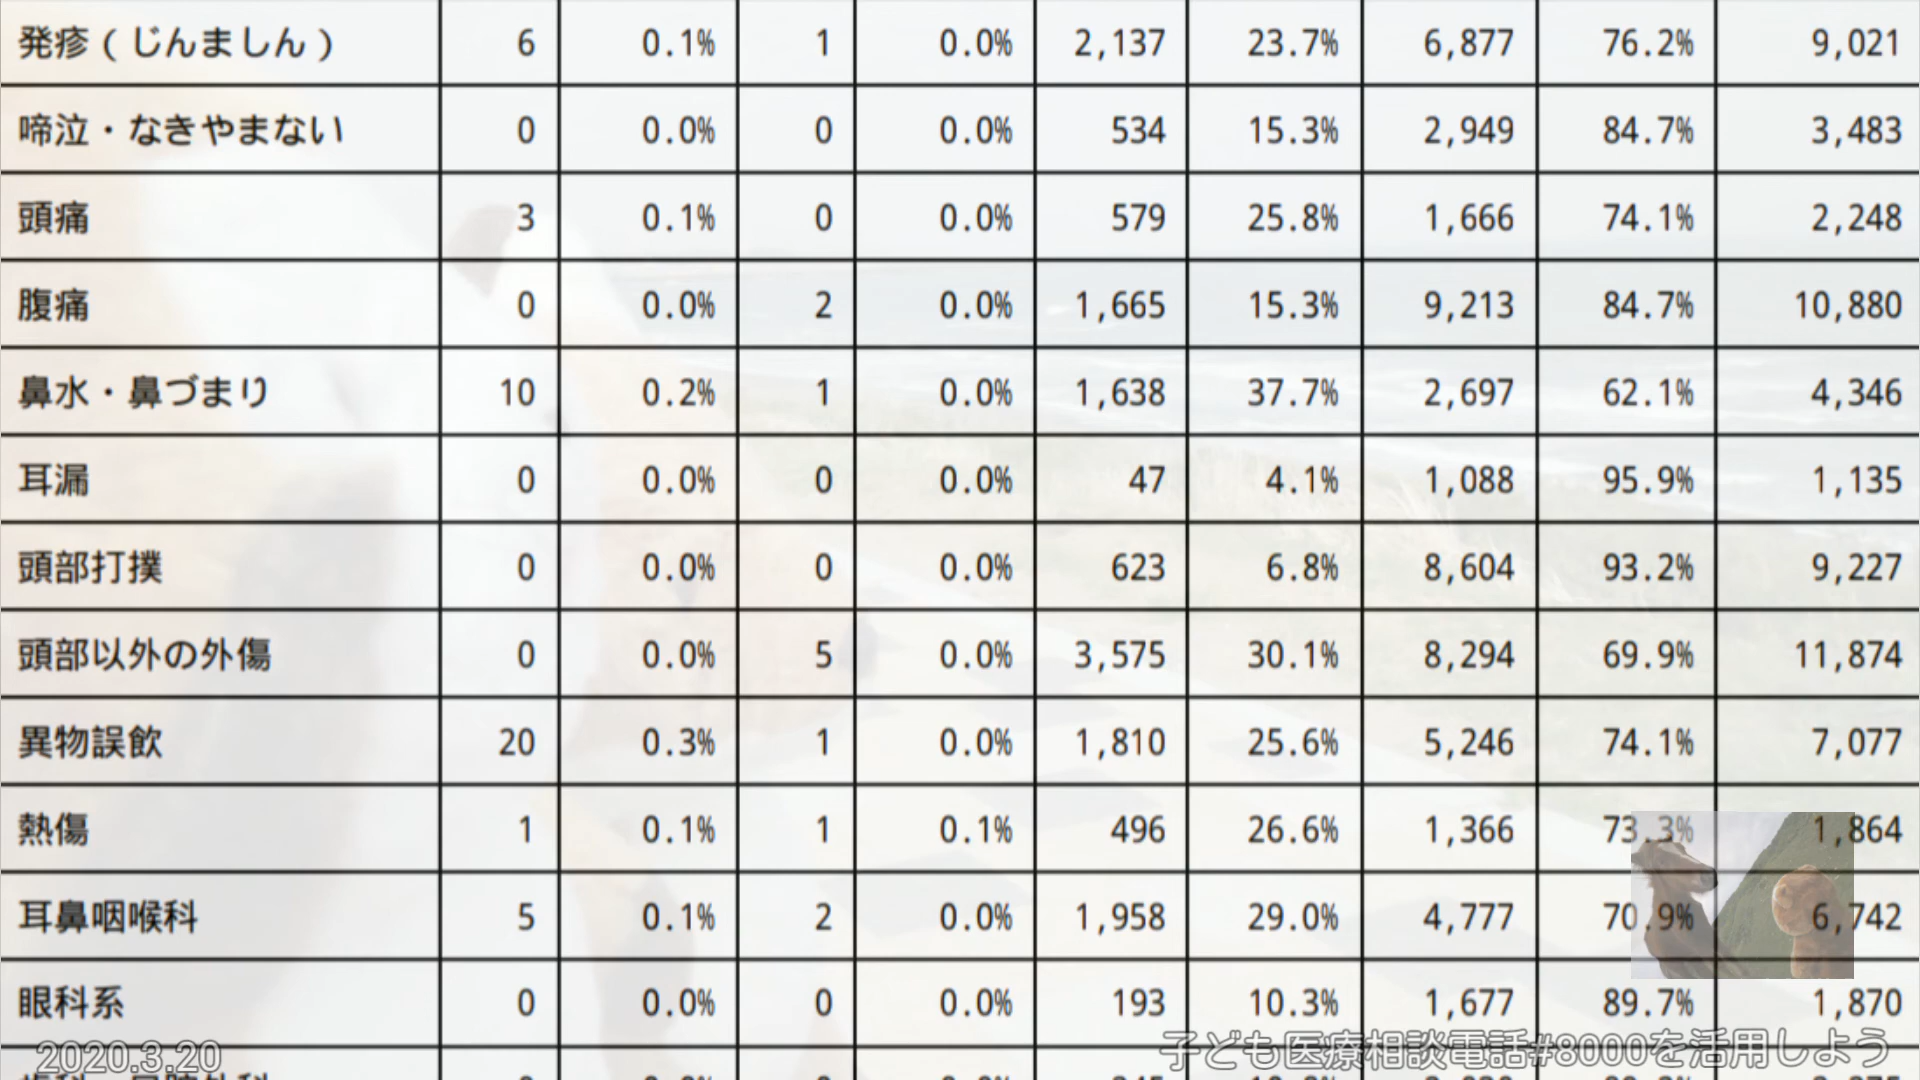 発疹（じんましん） 6 0.1% 1 0.0% 2,137 23.7% 6,877 76.2% 9,021
啼泣・なきやまない 0 0.0% 0 0.0% 534 15.3% 2,949 84.7% 3,483
頭痛 3 0.1% 0 0.0% 579 25.8% 1,666 74.1% 2,248
腹痛 0 0.0% 2 0.0% 1,665 15.3% 9,213 84.7% 10,880
鼻水・鼻づまり 10 0.2% 1 0.0% 1,638 37.7% 2,697 62.1% 4,346
耳漏 0 0.0% 0 0.0% 47 4.1% 1,088 95.9% 1,135
頭部打撲 0 0.0% 0 0.0% 623 6.8% 8,604 93.2% 9,227
頭部以外の外傷 0 0.0% 5 0.0% 3,575 30.1% 8,294 69.9% 11,874
異物誤飲 20 0.3% 1 0.0% 1,810 25.6% 5,246 74.1% 7,077
熱傷 1 0.1% 1 0.1% 496 26.6% 1,366 73.3% 1,864
耳鼻咽喉科 5 0.1% 2 0.0% 1,958 29.0% 4,777 70.9% 6,742
眼科系 0 0.0% 0 0.0% 193 10.3% 1,677 89.7% 1,870
2020.3.20 子ども医療相談電話#8000を活用しよう